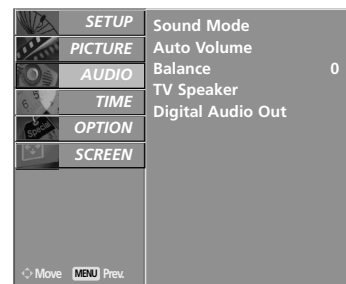 SETUP
PICTURE
AUDIO
TIME
OPTION
Special
SCREEN
Move MENU Prev.
Sound Mode
Auto Volume
Balance 0
TV Speaker
Digital Audio Out